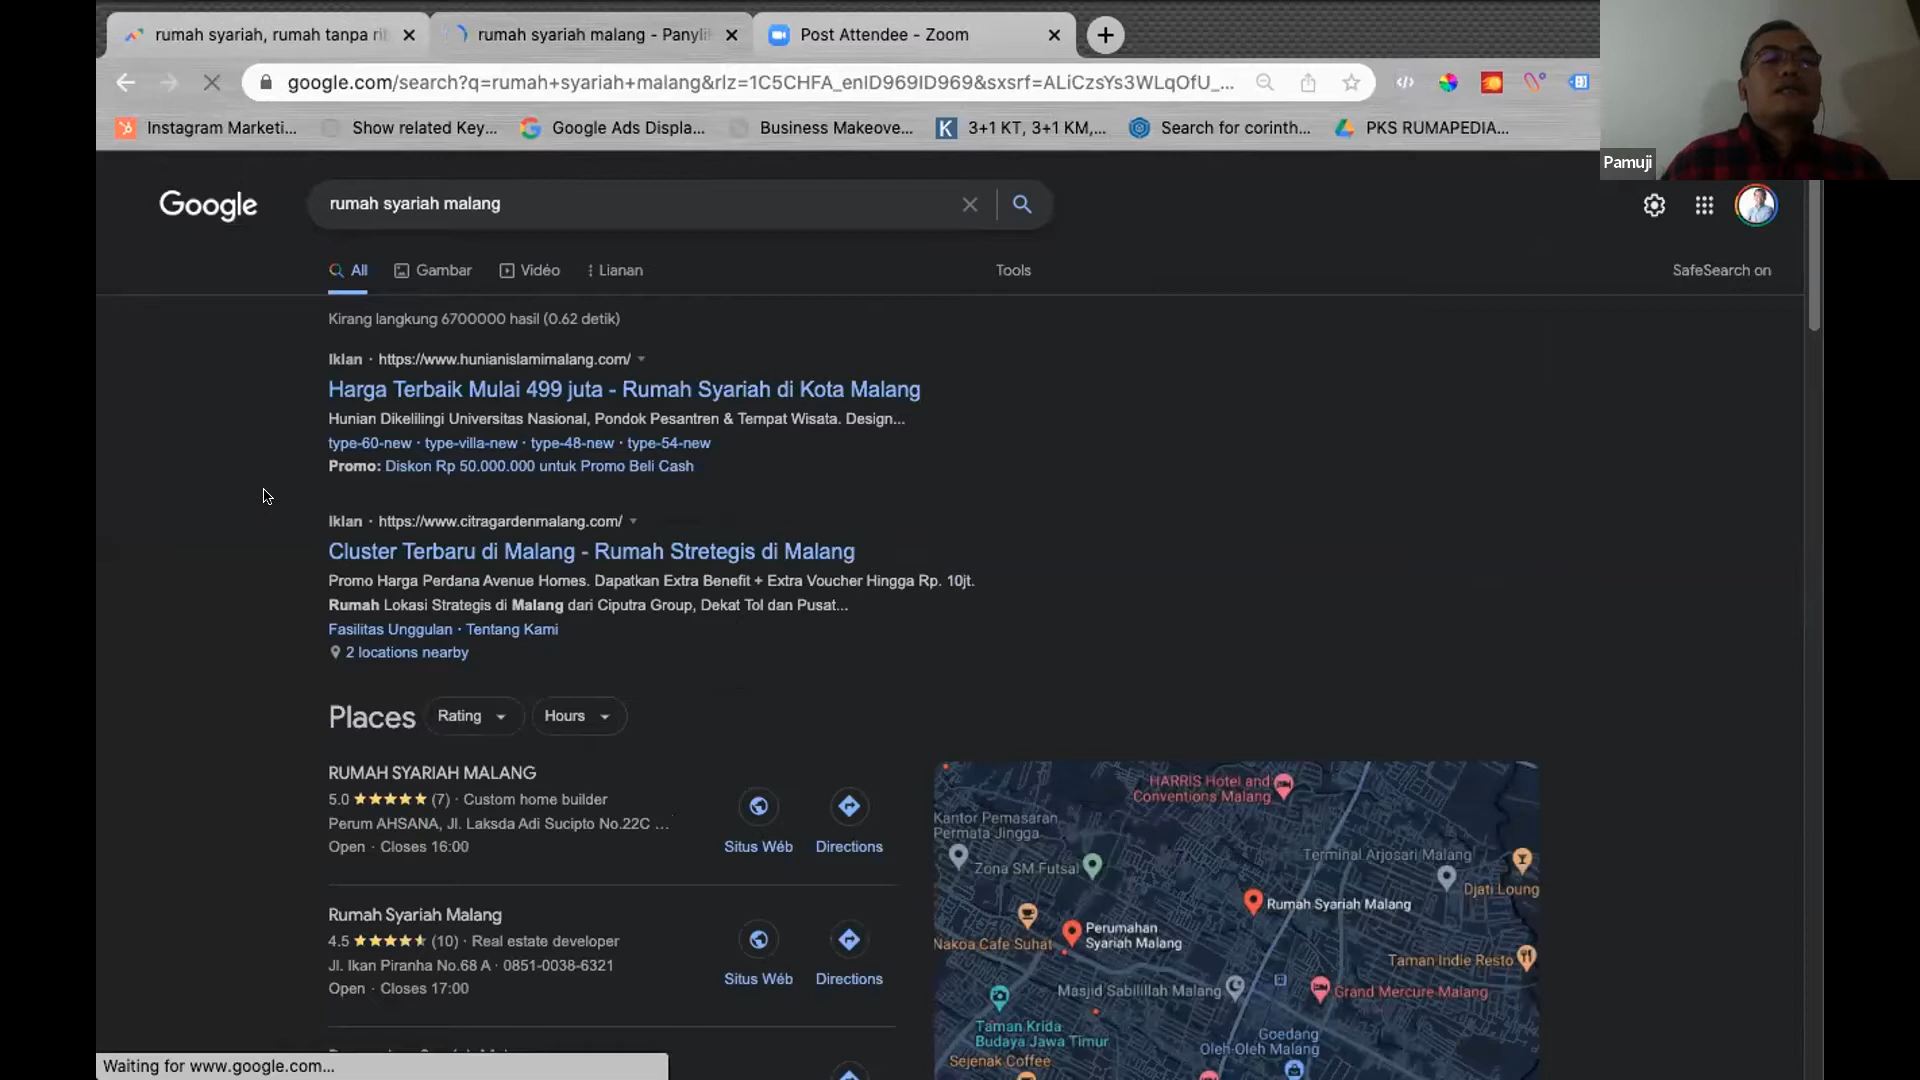 rumah syariah, rumah tanpa ri
rumah syariah malang - Panyli
Post Attendee - Zoom
google.com/search?q=rumah+syariah+malang&rlz=1C5CHFA_enID969ID969&sxsrf=ALiCzsYs3WLqOfU_...
Instagram Marketi...
Show related Key...
Google Ads Displa...
Business Makeove...
3+1 KT, 3+1 KM,...
Search for corinth...
PKS RUMAPEDIA...
Pamuji
Google
rumah syariah malang
All
Gambar
Vidéo
Lianan
Tools
SafeSearch on
Kirang langkung 6700000 hasil (0.62 detik)
Iklan · https://www.hunianislamimalang.com/
Harga Terbaik Mulai 499 juta - Rumah Syariah di Kota Malang
Hunian Dikelilingi Universitas Nasional, Pondok Pesantren & Tempat Wisata. Design...
type-60-new · type-villa-new · type-48-new · type-54-new
Promo: Diskon Rp 50.000.000 untuk Promo Beli Cash
Iklan · https://www.citragardenmalang.com/
Cluster Terbaru di Malang - Rumah Stretegis di Malang
Promo Harga Perdana Avenue Homes. Dapatkan Extra Benefit + Extra Voucher Hingga Rp. 10jt.
Rumah Lokasi Strategis di Malang dari Ciputra Group, Dekat Tol dan Pusat...
Fasilitas Unggulan · Tentang Kami
2 locations nearby
Places
Rating
Hours
RUMAH SYARIAH MALANG
5.0 ★★★★★ (7) · Custom home builder
Perum AHSANA, Jl. Laksda Adi Sucipto No.22C ...
Open · Closes 16:00
Situs Wéb
Directions
Rumah Syariah Malang
4.5 ★★★★★ (10) · Real estate developer
Jl. Ikan Piranha No.68 A · 0851-0038-6321
Open · Closes 17:00
Situs Wéb
Directions
HARRIS Hotel and
Conventions Malang
Kantor Pemasaran
Permata Jingga
Zona SM Futsal
Terminal Arjosari Malang
Djati Loung
Rumah Syariah Malang
Perumahan
Syariah Malang
Nakoa Cafe Suhat
Taman Indie Resto
Masjid Sabilillah Malang
Grand Mercure Malang
Taman Krida
Budaya Jawa Timur
Goedang
Oleh-Oleh Malang
Sejenak Coffee
Waiting for www.google.com...